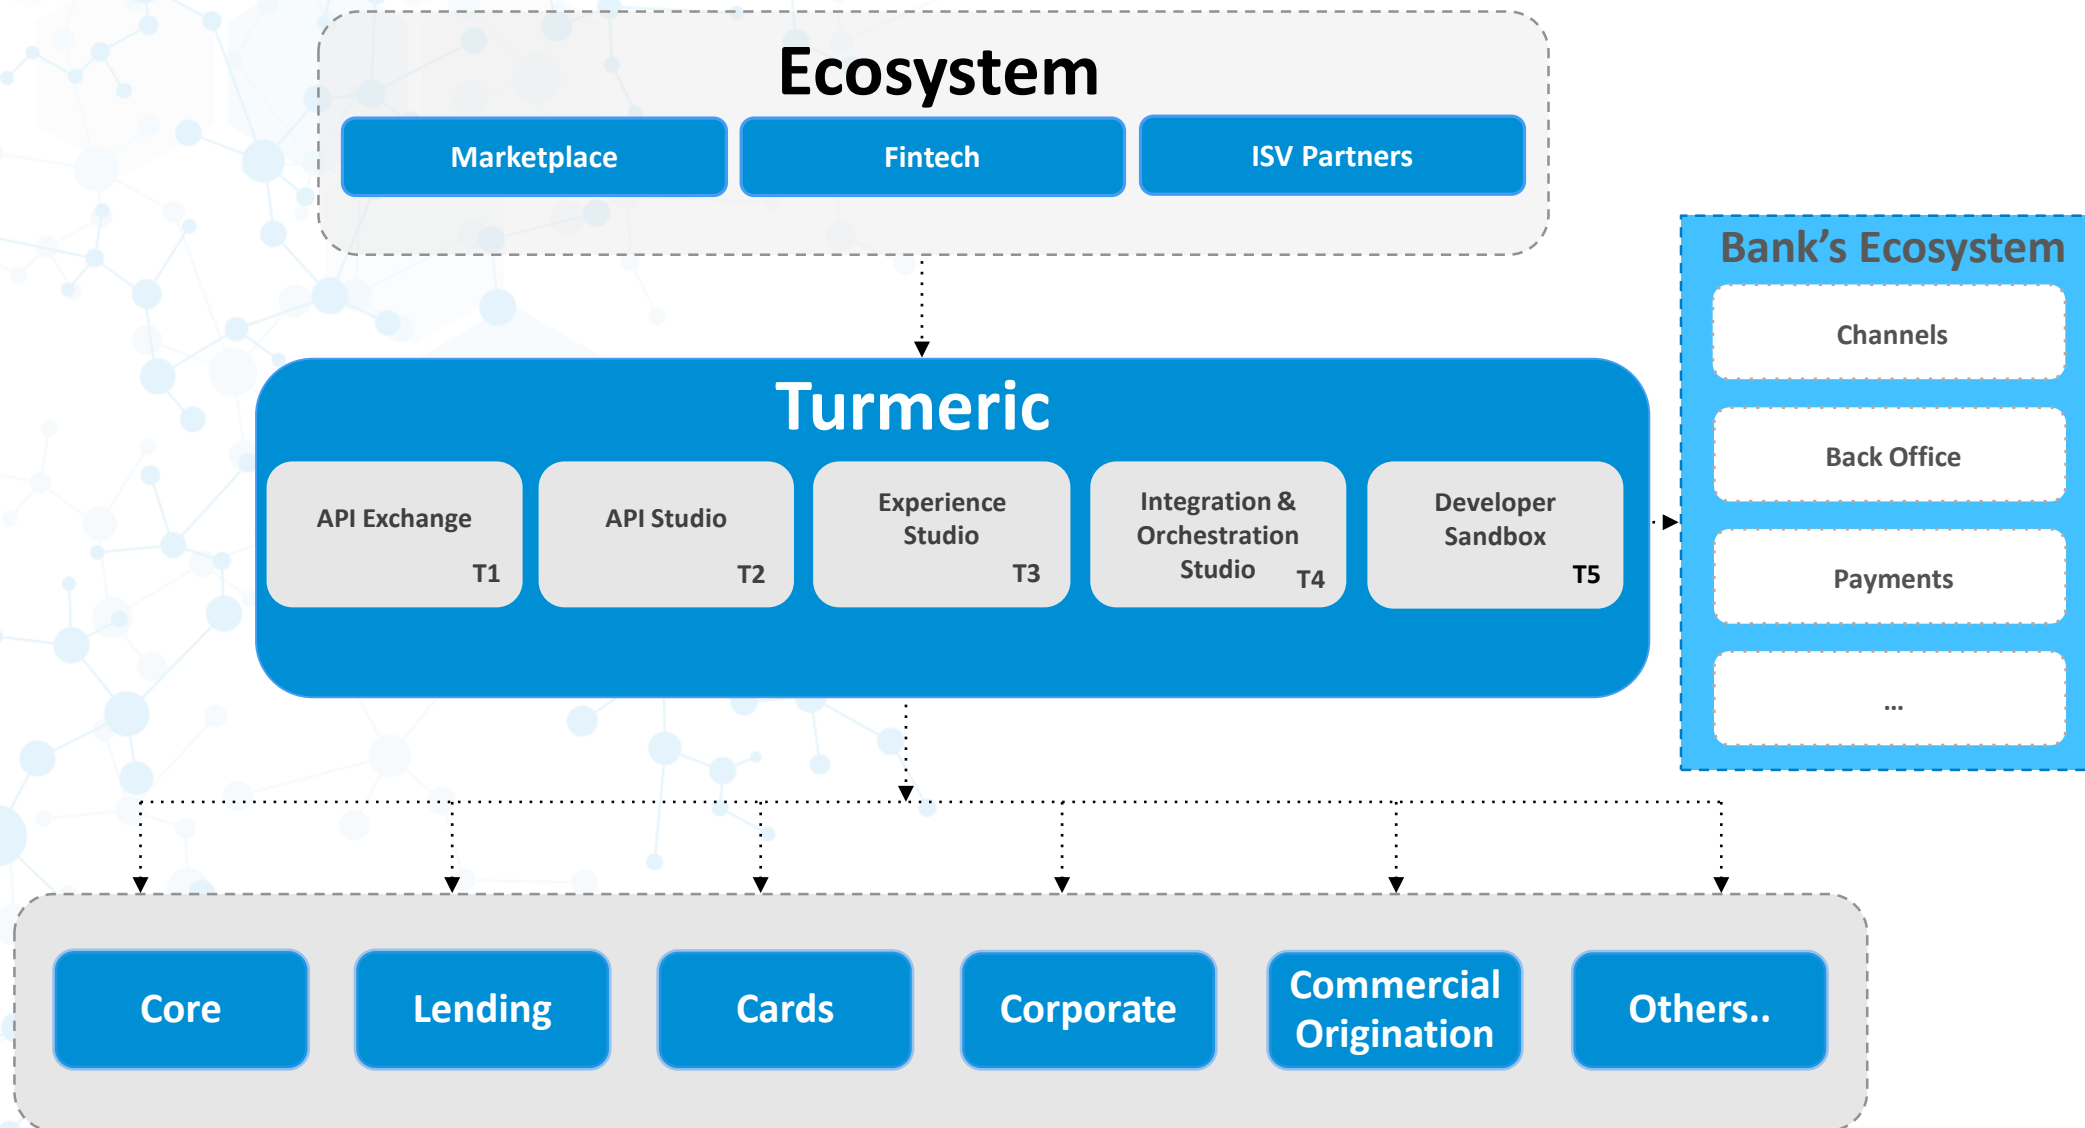 Ecosystem
Marketplace
Fintech
ISV Partners
Bank's Ecosystem
Channels
Back Office
Payments
...
Turmeric
API Exchange
T1
API Studio
T2
Experience
Studio
T3
Integration &
Orchestration
Studio
T4
Developer
Sandbox
T5
Core
Lending
Cards
Corporate
Commercial
Origination
Others..